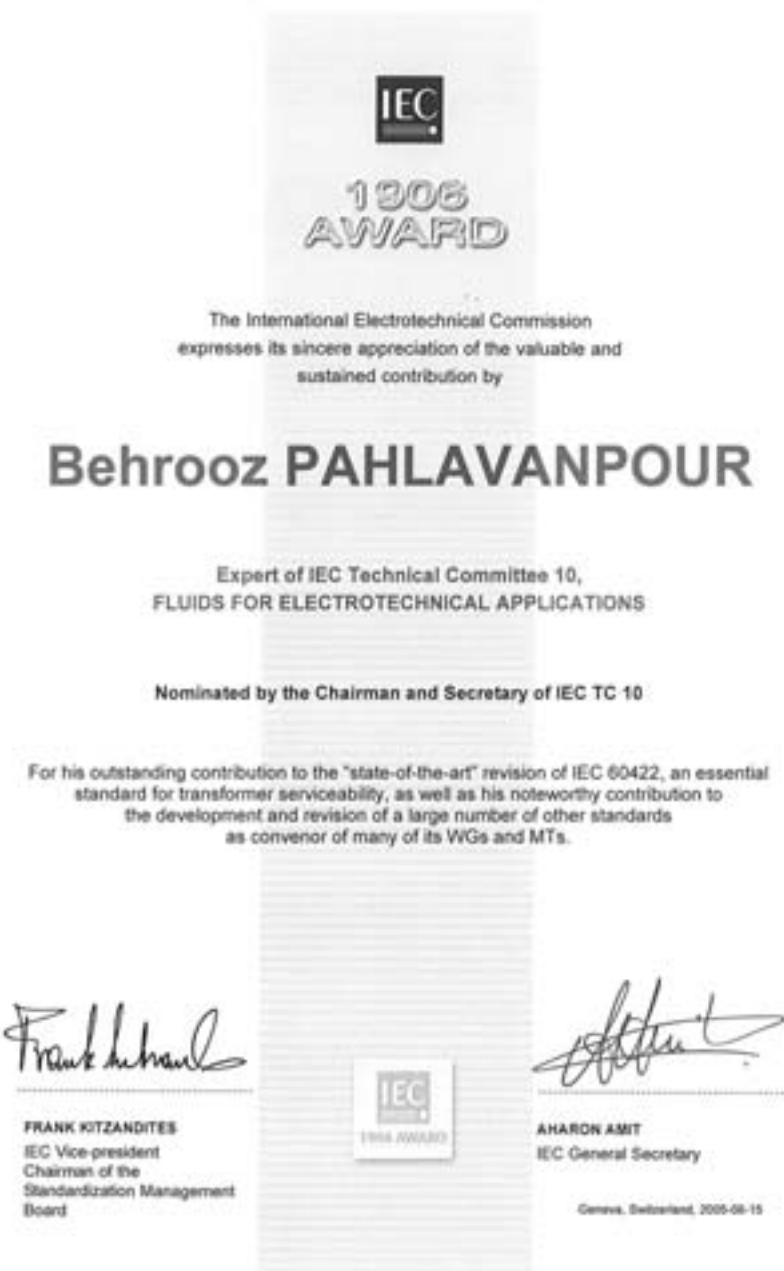 IEC
1906
AWARD
The International Electrotechnical Commission
expresses its sincere appreciation of the valuable and
sustained contribution by
Behrooz PAHLAVANPOUR
Expert of IEC Technical Committee 10,
FLUIDS FOR ELECTROTECHNICAL APPLICATIONS
Nominated by the Chairman and Secretary of IEC TC 10
For his outstanding contribution to the "state-of-the-art" revision of IEC 60422, an essential
standard for transformer serviceability, as well as his noteworthy contribution to
the development and revision of a large number of other standards
as convenor of many of its WGs and MTs.
Frank
IEC
1906 AWARD
FRANK KITZANDITES
IEC Vice-president
Chairman of the
Standardization Management
Board
AHARON AMIT
IEC General Secretary
Geneva, Switzerland, 2005-08-15